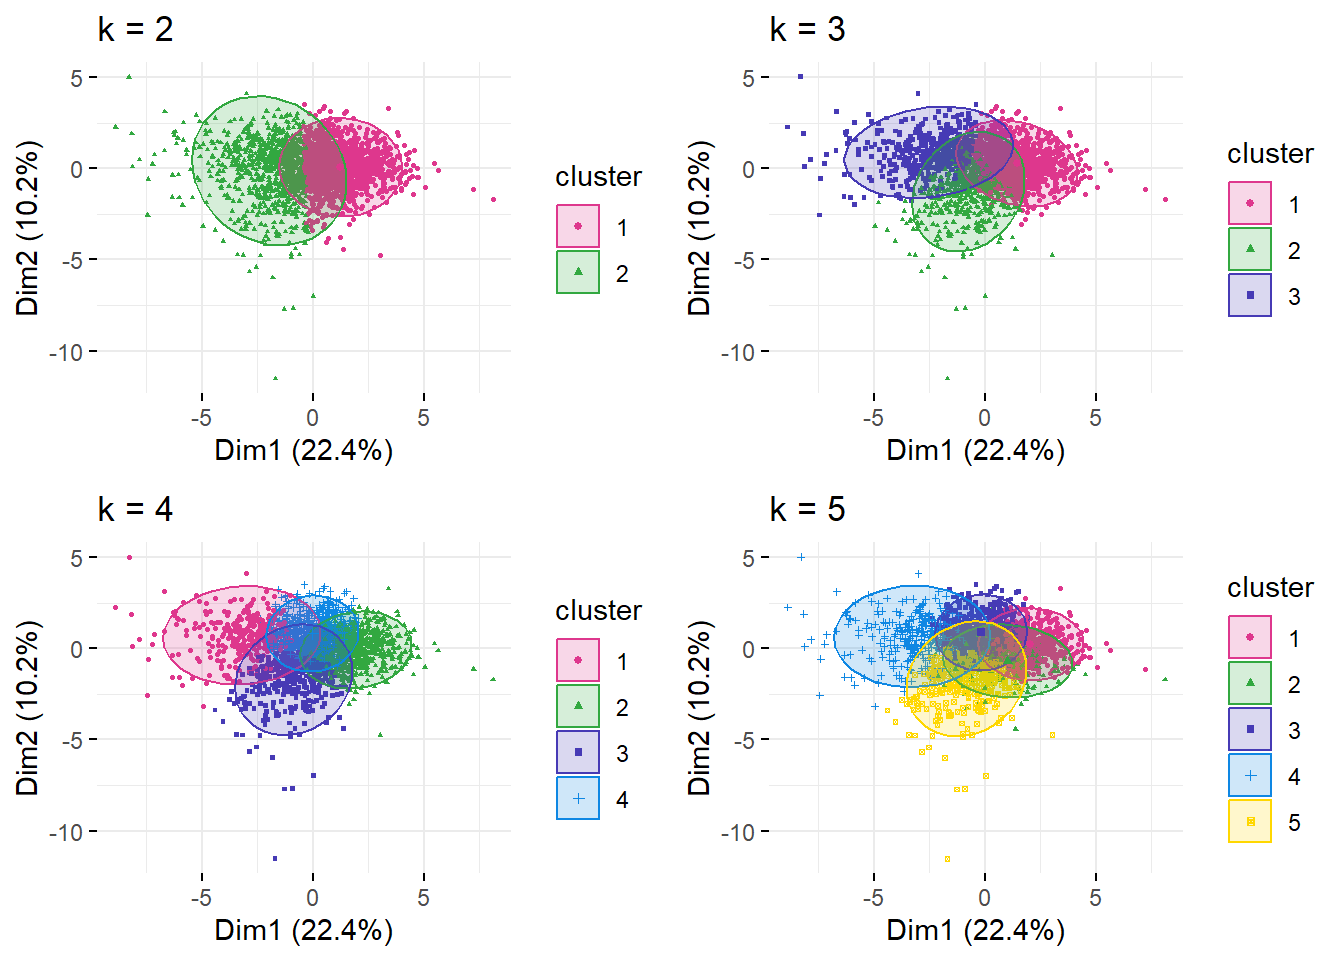 k = 2
5
0
-5
-10
-5 0 5
Dim1 (22.4%)
Dim2 (10.2%)
cluster
1
2
k = 3
5
0
-5
-10
-5 0 5
Dim1 (22.4%)
Dim2 (10.2%)
cluster
1
2
3
k = 4
5
0
-5
-10
-5 0 5
Dim1 (22.4%)
Dim2 (10.2%)
cluster
1
2
3
4
k = 5
5
0
-5
-10
-5 0 5
Dim1 (22.4%)
Dim2 (10.2%)
cluster
1
2
3
4
5